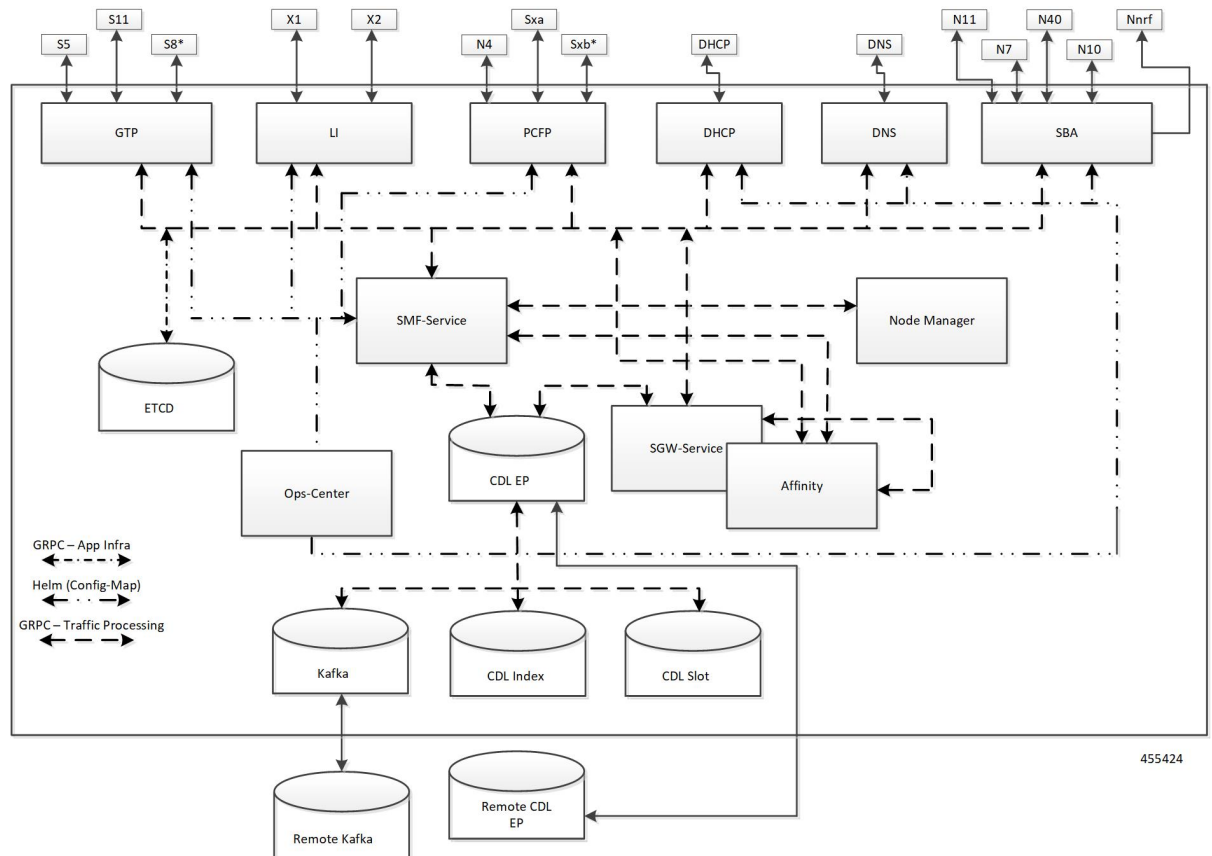 S11
X1
X2
Sxa
N11
N40
Nnrf
S5
S8*
N4
Sxb*
DHCP
DNS
N7
N10
GTP
LI
PCFP
DHCP
DNS
SBA
SMF-Service
Node Manager
ETCD
SGW-Service
CDL EP
Affinity
Ops-Center
GRPC – App Infra
Helm (Config-Map)
GRPC – Traffic Processing
Kafka
CDL Index
CDL Slot
455424
Remote CDL
EP
Remote Kafka